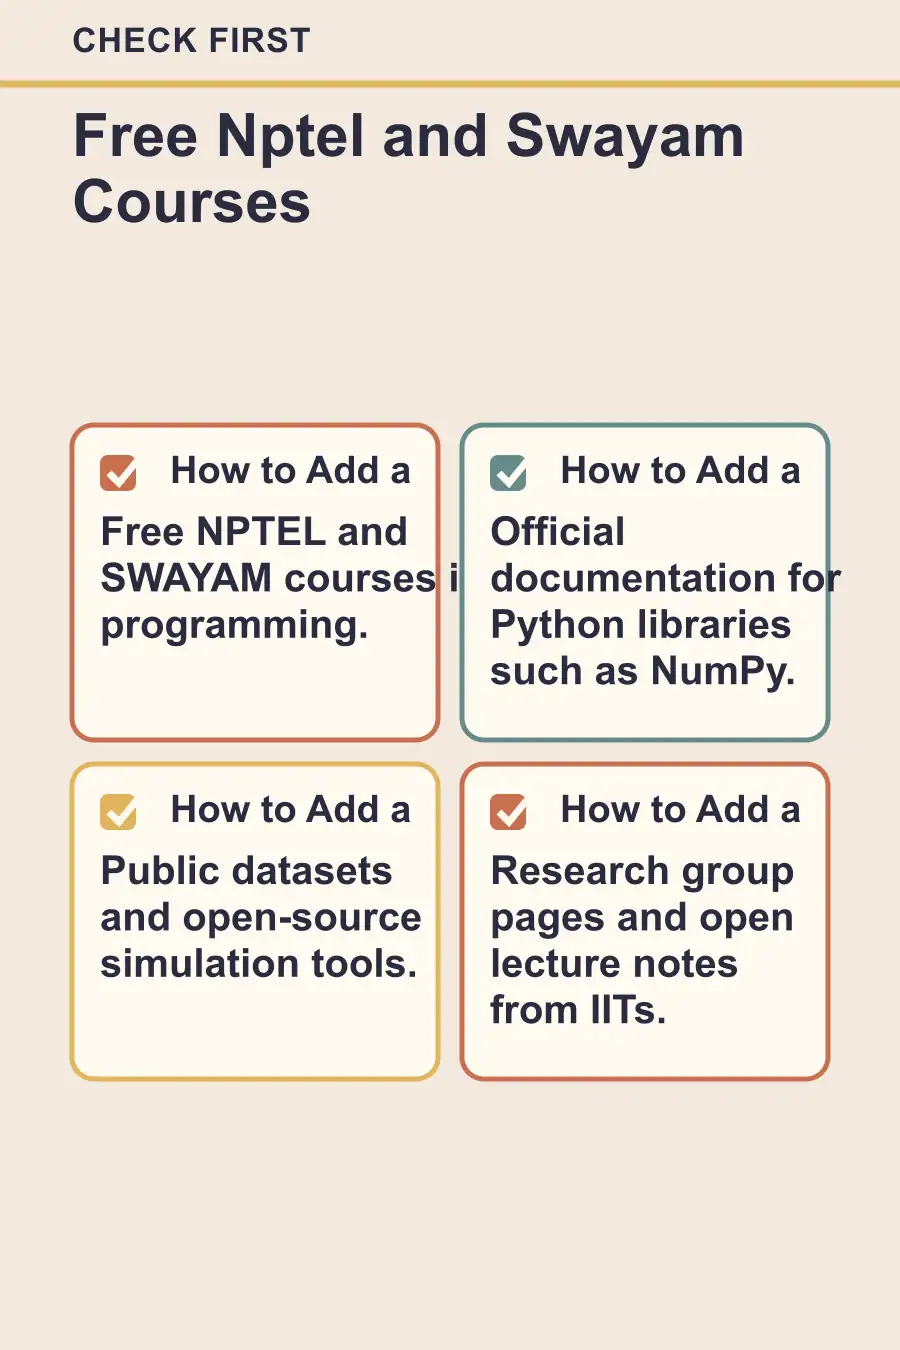 CHECK FIRST
Free Nptel and Swayam
Courses
How to Add a
Free NPTEL and
SWAYAM courses i
programming.
How to Add a
Official
documentation for
Python libraries
such as NumPy.
How to Add a
Public datasets
and open-source
simulation tools.
How to Add a
Research group
pages and open
lecture notes
from IITs.